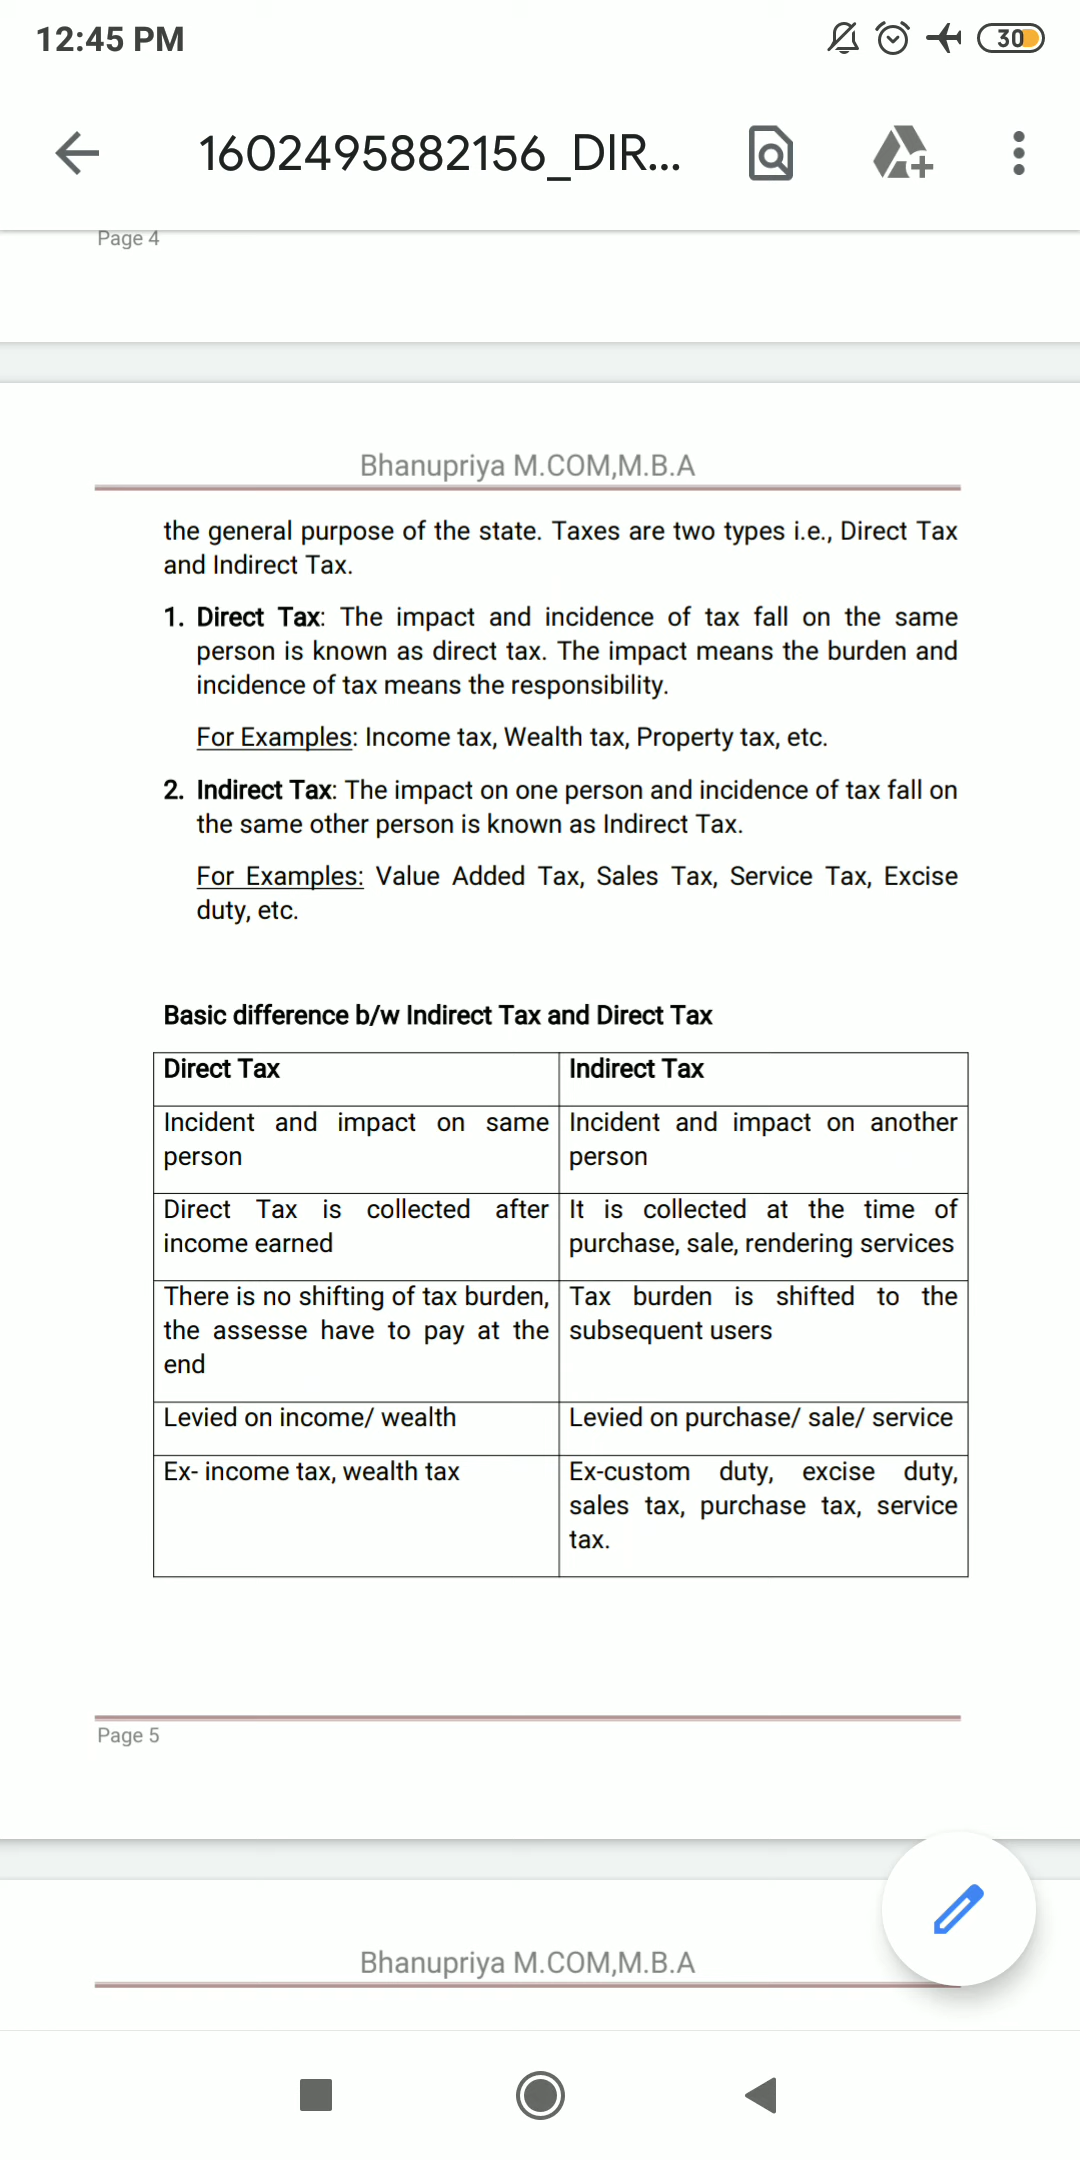 12:45 PM
30
1602495882156_DIR...
Page 4
Bhanupriya M.COM,M.B.A
the general purpose of the state. Taxes are two types i.e., Direct Tax
and Indirect Tax.
1. Direct Tax: The impact and incidence of tax fall on the same
person is known as direct tax. The impact means the burden and
incidence of tax means the responsibility.
For Examples: Income tax, Wealth tax, Property tax, etc.
2. Indirect Tax: The impact on one person and incidence of tax fall on
the same other person is known as Indirect Tax.
For Examples: Value Added Tax, Sales Tax, Service Tax, Excise
duty, etc.
Basic difference b/w Indirect Tax and Direct Tax
Direct Tax
Indirect Tax
Incident and impact on same
person
Incident and impact on another
person
Direct Tax is collected after
income earned
It is collected at the time of
purchase, sale, rendering services
There is no shifting of tax burden,
the assesse have to pay at the
end
Tax burden is shifted to the
subsequent users
Levied on income/ wealth
Levied on purchase/ sale/ service
Ex- income tax, wealth tax
Ex-custom duty, excise duty,
sales tax, purchase tax, service
tax.
Page 5
Bhanupriya M.COM,M.B.A